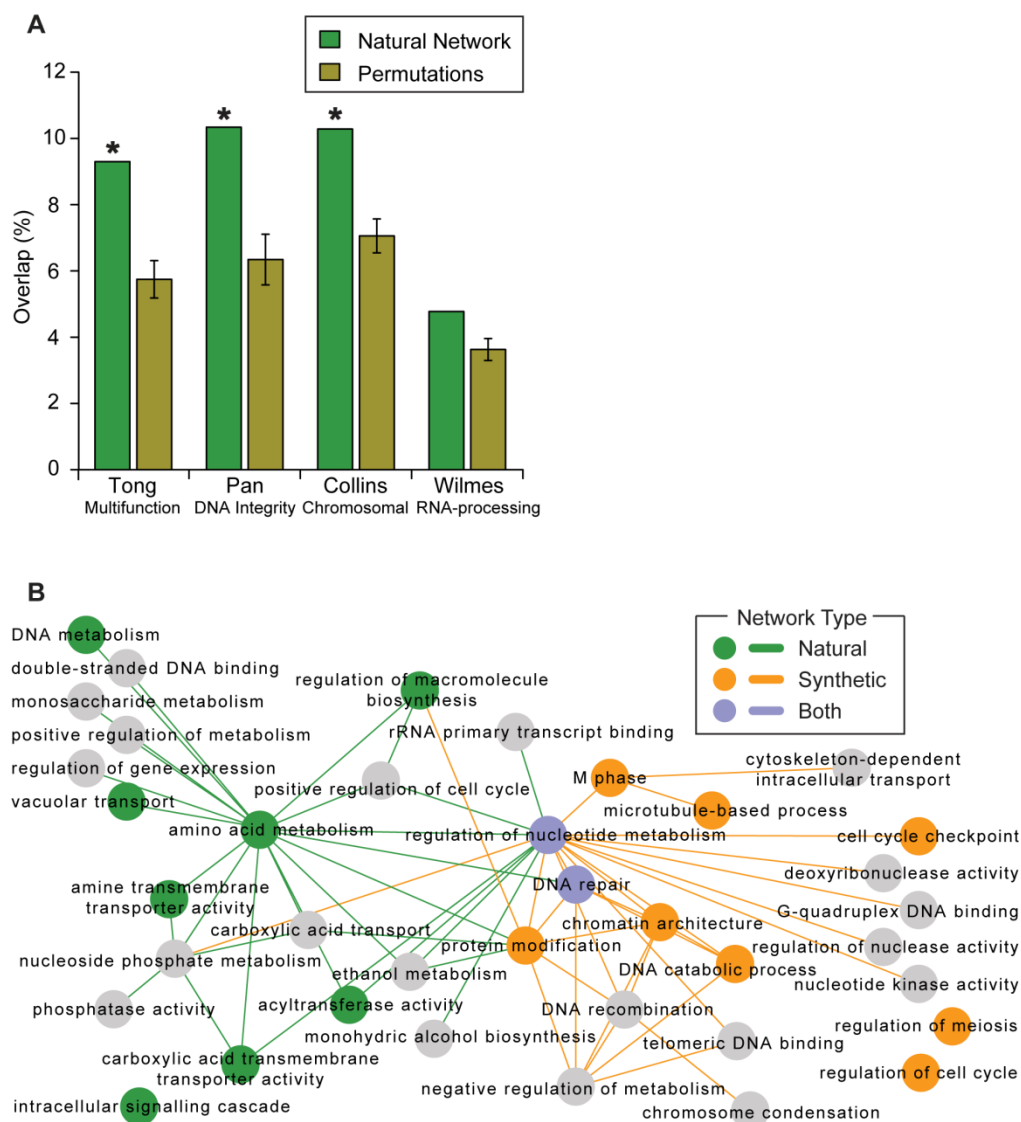 A
Natural Network
Permutations
12
10
8
6
4
2
0
Overlap (%)
*
*
*
Tong
Multifunction
Pan
DNA Integrity
Collins
Chromosomal
Wilmes
RNA-processing
B
Network Type
Natural
Synthetic
Both
DNA metabolism
double-stranded DNA binding
monosaccharide metabolism
positive regulation of metabolism
regulation of gene expression
vacuolar transport
amino acid metabolism
regulation of macromolecule
biosynthesis
rRNA primary transcript binding
positive regulation of cell cycle
regulation of nucleotide metabolism
M phase
cytoskeleton-dependent
intracellular transport
microtubule-based process
cell cycle checkpoint
deoxyribonuclease activity
G-quadruplex DNA binding
regulation of nuclease activity
nucleotide kinase activity
DNA repair
chromatin architecture
protein modification
DNA catabolic process
amine transmembrane
transporter activity
carboxylic acid transport
nucleoside phosphate metabolism
ethanol metabolism
phosphatase activity
acyltransferase activity
monohydric alcohol biosynthesis
DNA recombination
telomeric DNA binding
regulation of meiosis
regulation of cell cycle
carboxylic acid transmembrane
transporter activity
intracellular signalling cascade
negative regulation of metabolism
chromosome condensation